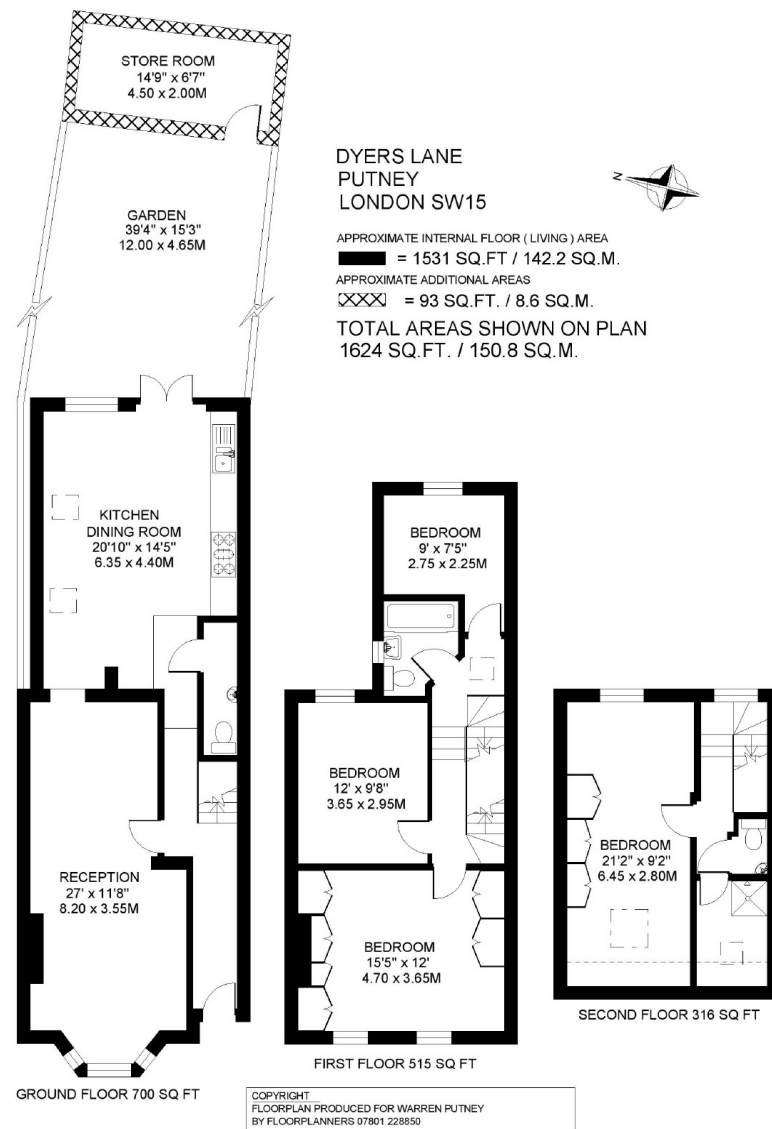 STORE ROOM
14'9" x 6'7"
4.50 x 2.00M
DYERS LANE
PUTNEY
LONDON SW15
N
APPROXIMATE INTERNAL FLOOR ( LIVING ) AREA
= 1531 SQ.FT / 142.2 SQ.M.
APPROXIMATE ADDITIONAL AREAS
= 93 SQ.FT. / 8.6 SQ.M.
TOTAL AREAS SHOWN ON PLAN
1624 SQ.FT. / 150.8 SQ.M.
GARDEN
39'4" x 15'3"
12.00 x 4.65M
KITCHEN
DINING ROOM
20'10" x 14'5"
6.35 x 4.40M
RECEPTION
27' x 11'8"
8.20 x 3.55M
GROUND FLOOR 700 SQ FT
BEDROOM
9' x 7'5"
2.75 x 2.25M
BEDROOM
12' x 9'8"
3.65 x 2.95M
BEDROOM
15'5" x 12'
4.70 x 3.65M
FIRST FLOOR 515 SQ FT
BEDROOM
21'2" x 9'2"
6.45 x 2.80M
SECOND FLOOR 316 SQ FT
COPYRIGHT
FLOORPLAN PRODUCED FOR WARREN PUTNEY
BY FLOORPLANNERS 07801 228850